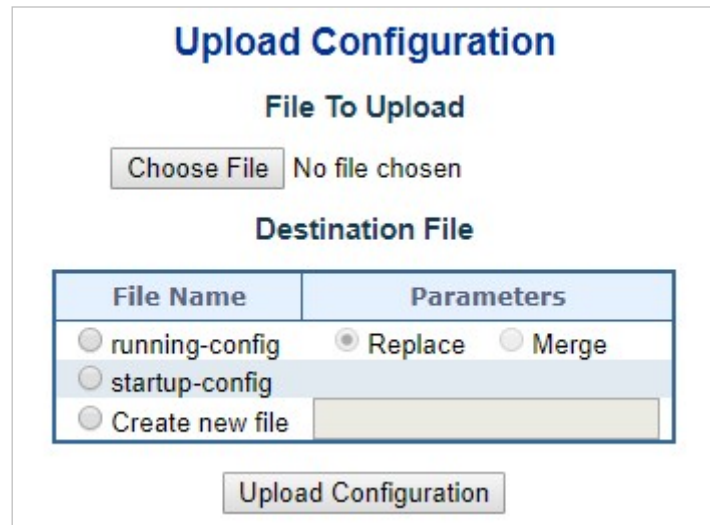 Upload Configuration
File To Upload
Choose File No file chosen
Destination File
File Name Parameters
running-config Replace Merge
startup-config
Create new file
Upload Configuration